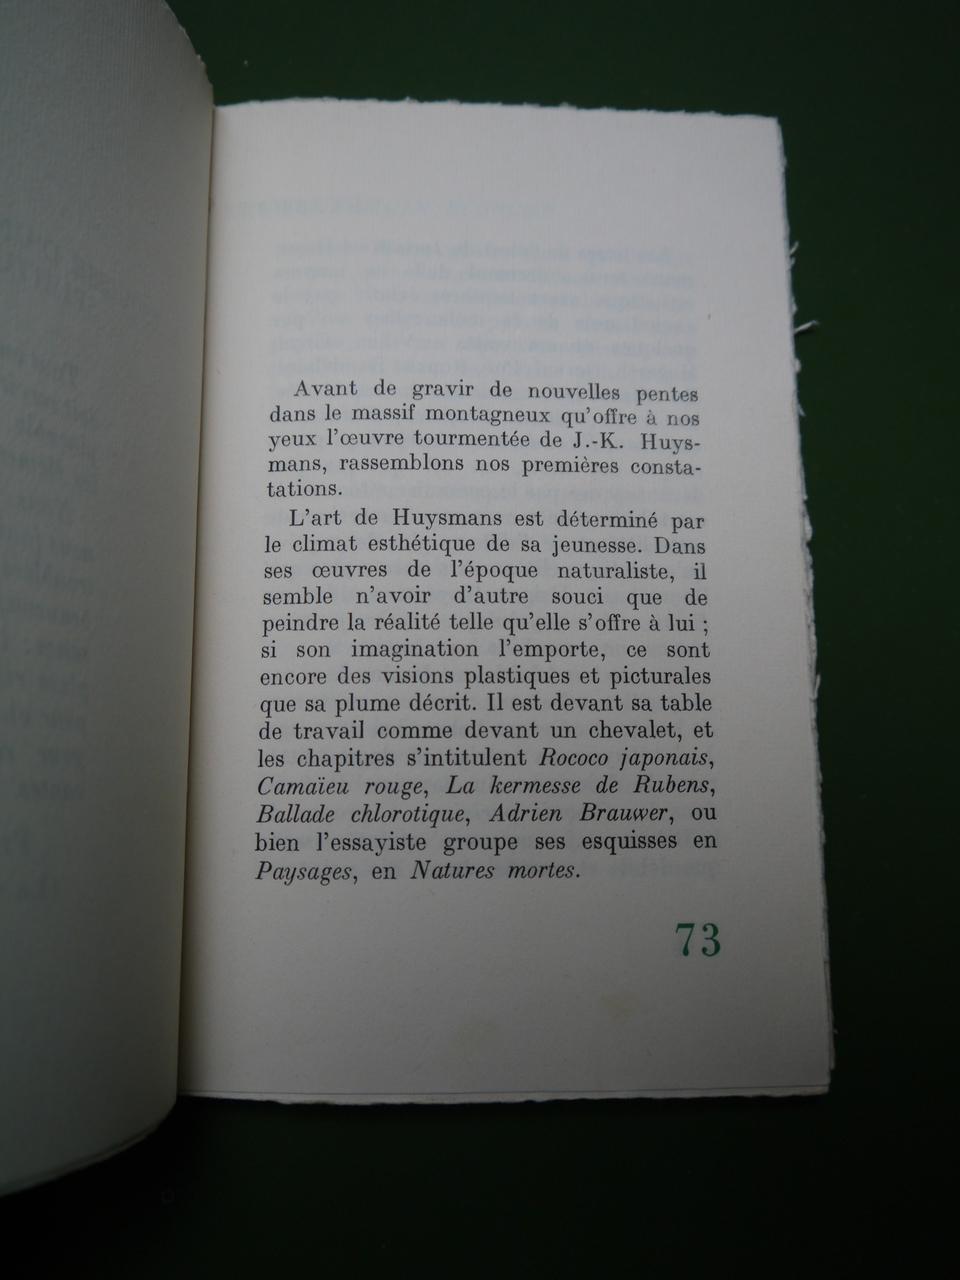 Avant de gravir de nouvelles pentes
dans le massif montagneux qu'offre à nos
yeux l'œuvre tourmentée de J.-K. Huys-
mans, rassemblons nos premières consta-
tations.
L'art de Huysmans est déterminé par
le climat esthétique de sa jeunesse. Dans
ses œuvres de l'époque naturaliste, il
semble n'avoir d'autre souci que de
peindre la réalité telle qu'elle s'offre à lui ;
si son imagination l'emporte, ce sont
encore des visions plastiques et picturales
que sa plume décrit. Il est devant sa table
de travail comme devant un chevalet, et
les chapitres s'intitulent Rococo japonais,
Camaïeu rouge, La kermesse de Rubens,
Ballade chlorotique, Adrien Brauwer, ou
bien l'essayiste groupe ses esquisses en
Paysages, en Natures mortes.
73